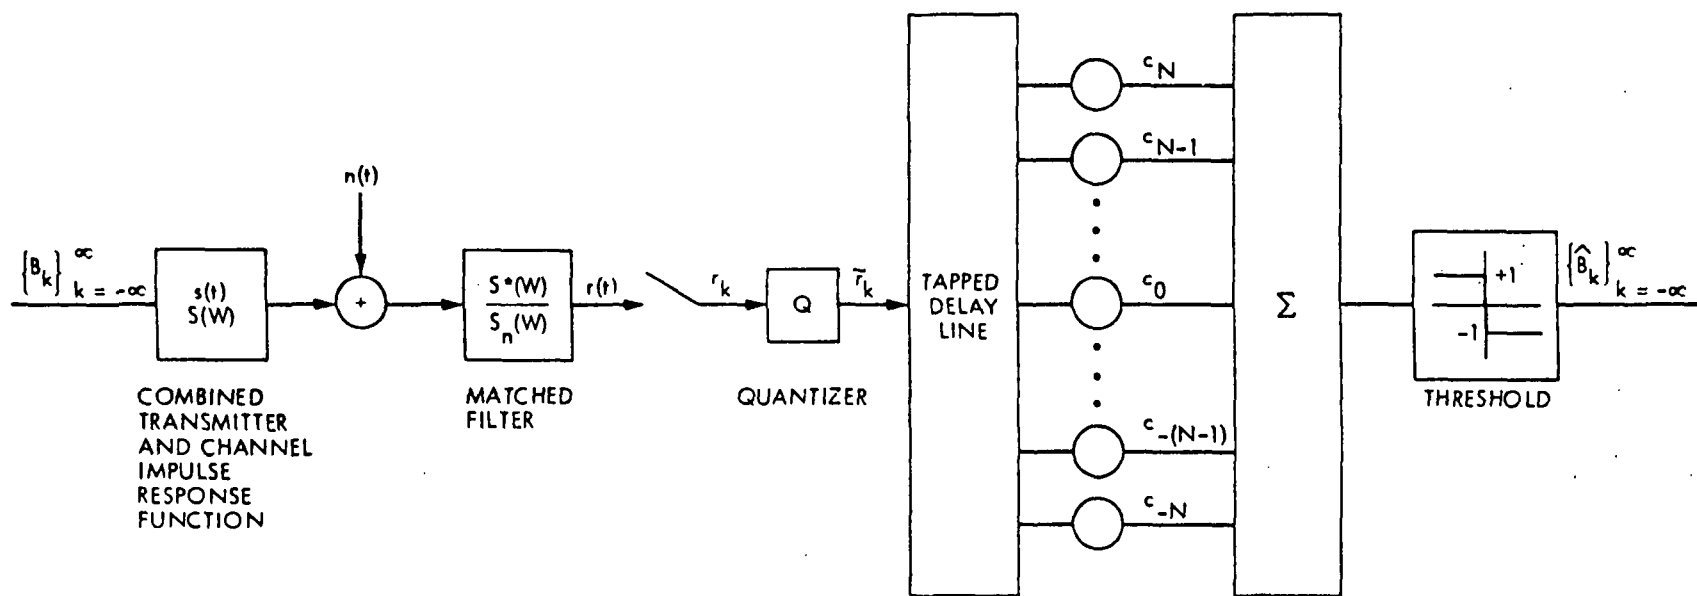 {B_k}^∝_{k = -∝}
s(t)
S(W)
COMBINED
TRANSMITTER
AND CHANNEL
IMPULSE
RESPONSE
FUNCTION
n(t)
+
S*(W)
S_n(W)
MATCHED
FILTER
r(t)
r_k
Q
QUANTIZER
r̃_k
TAPPED
DELAY
LINE
c_N
c_{N-1}
c_0
c_{-(N-1)}
c_{-N}
Σ
+1
-1
THRESHOLD
{B̂_k}^∝_{k = -∝}